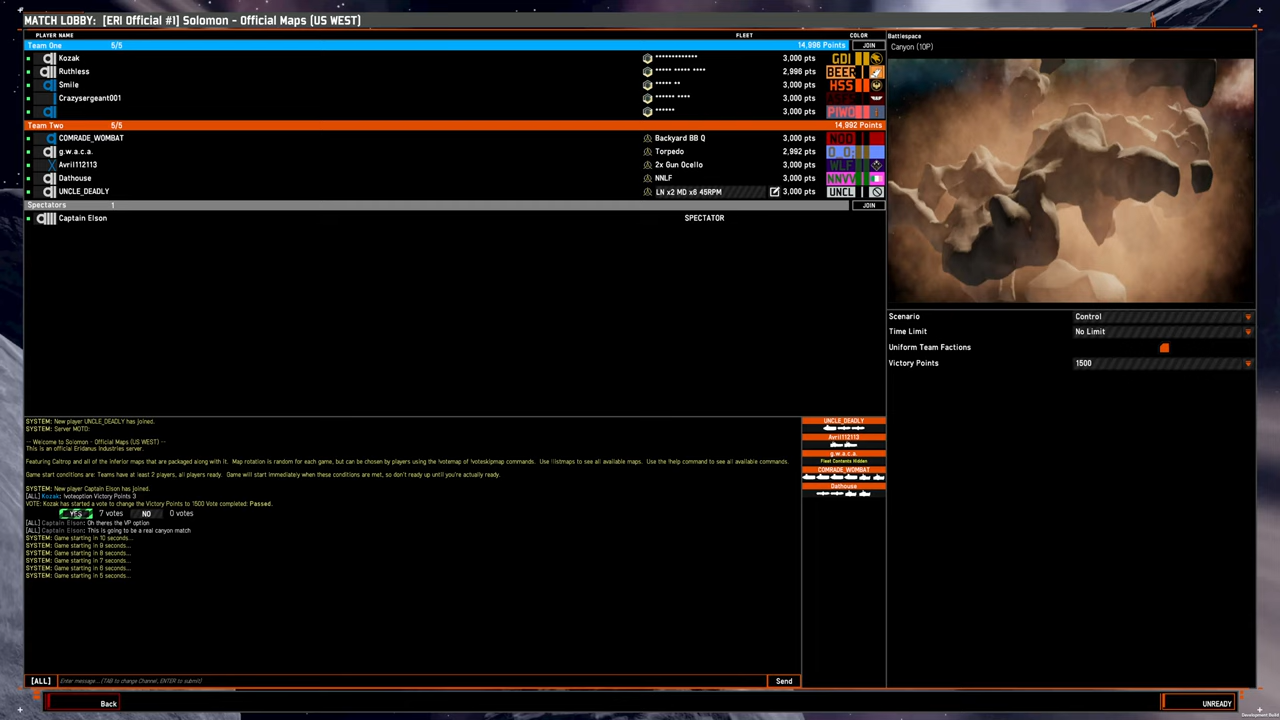 MATCH LOBBY: [ERI Official #1] Solomon - Official Maps (US WEST)
PLAYER NAME FLEET COLOR
Team One 5/5 14,996 Points JOIN
Kozak ************* 3,000 pts GDI
Ruthless **** ***** **** 2,996 pts BEER
Smile ***** ** 3,000 pts HSS
Crazysergeant001 ****** **** 3,000 pts
****** 3,000 pts PIWO
Team Two 5/5 14,992 Points
COMRADE_WOMBAT Backyard BB Q 3,000 pts NOD
g.w.a.c.a. Torpedo 2,992 pts O_O;
Avril112113 2x Gun Ocello 3,000 pts WLF
Dathouse NNLF 3,000 pts NNVV
UNCLE_DEADLY LN x2 MD x6 45RPM 3,000 pts UNCL
Spectators 1 JOIN
Captain Elson SPECTATOR
Battlespace
Canyon (10P)
Scenario Control
Time Limit No Limit
Uniform Team Factions
Victory Points 1500
SYSTEM: New player UNCLE_DEADLY has joined.
SYSTEM: Server MOTD:
-- Welcome to Solomon - Official Maps (US WEST) --
This is an official Eridanus Industries server.
Featuring Caltrop and all of the inferior maps that are packaged along with it. Map rotation is random for each game, but can be chosen by players using the !votemap of !voteskipmap commands. Use !listmaps to see all available maps. Use the !help command to see all available commands.
Game start conditions are: Teams have at least 2 players, all players ready. Game will start immediately when these conditions are met, so don't ready up until you're actually ready.
SYSTEM: New player Captain Elson has joined.
[ALL] Kozak: !voteoption Victory Points 3
VOTE: Kozak has started a vote to change the Victory Points to 1500 Vote completed: Passed.
YES 7 votes NO 0 votes
[ALL] Captain Elson: Oh theres the VP option
[ALL] Captain Elson: This is going to be a real canyon match
SYSTEM: Game starting in 10 seconds...
SYSTEM: Game starting in 9 seconds...
SYSTEM: Game starting in 8 seconds...
SYSTEM: Game starting in 7 seconds...
SYSTEM: Game starting in 6 seconds...
SYSTEM: Game starting in 5 seconds...
UNCLE_DEADLY
Avril112113
g.w.a.c.a.
Fleet Contents Hidden
COMRADE_WOMBAT
Dathouse
[ALL] Enter message... (TAB to change Channel, ENTER to submit) Send
Back UNREADY
Development Build